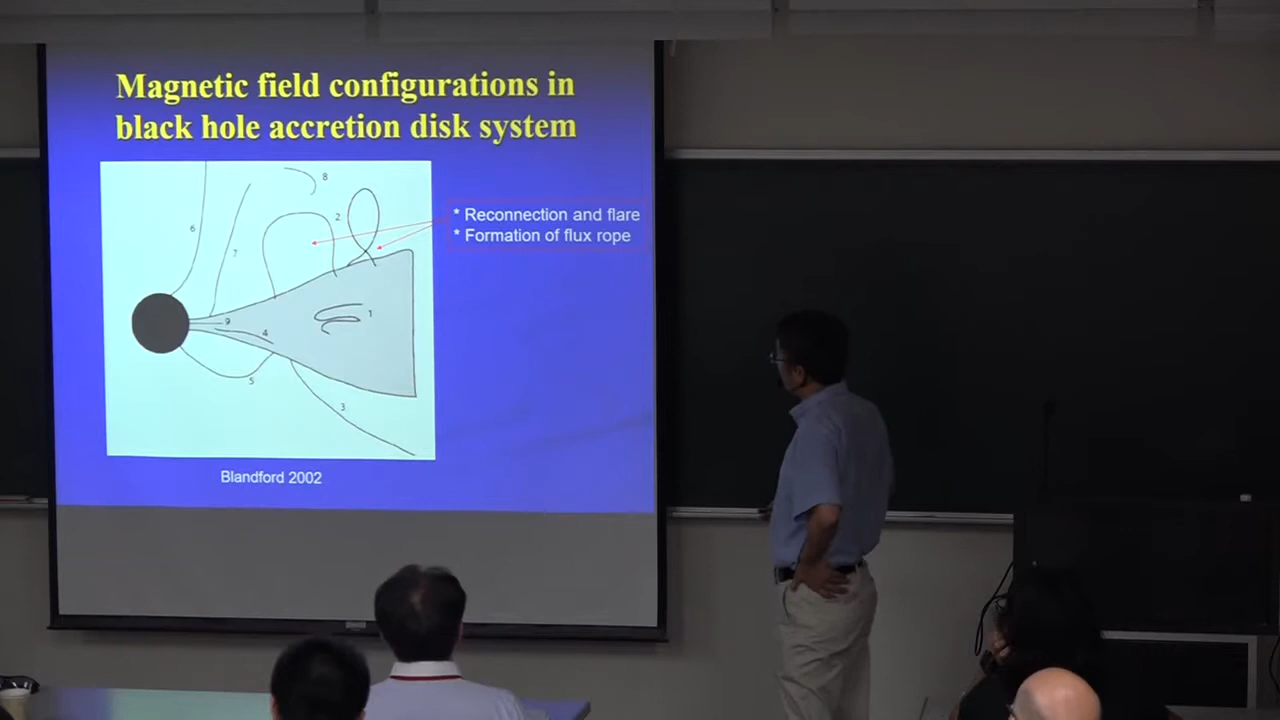 Magnetic field configurations in
black hole accretion disk system
8
6
2
7
* Reconnection and flare
* Formation of flux rope
9
1
4
5
3
Blandford 2002